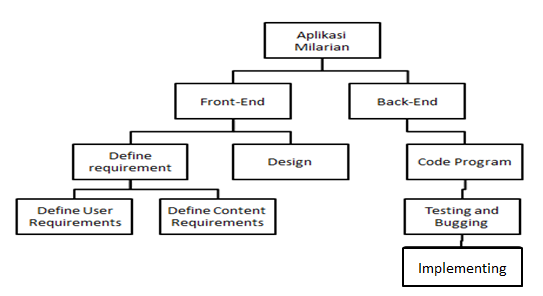 Aplikasi
Milarian
Front-End
Back-End
Define
requirement
Design
Code Program
Define User
Requirements
Define Content
Requirements
Testing and
Bugging
Implementing